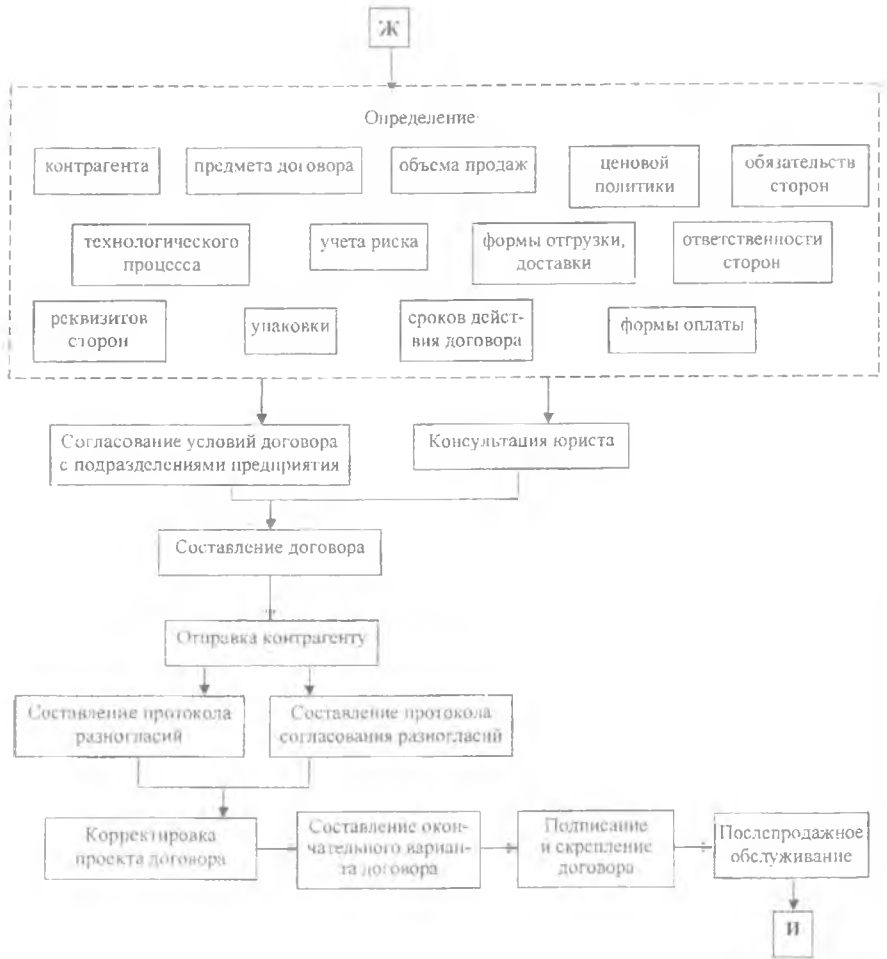 Ж
Определение
контрагента
предмета договора
объема продаж
ценовой
политики
обязательств
сторон
технологического
процесса
учета риска
формы отгрузки,
доставки
ответственности
сторон
реквизитов
сторон
упаковки
сроков дейст-
вия договора
формы оплаты
Согласование условий договора
с подразделениями предприятия
Консультация юриста
Составление договора
Отправка контрагенту
Составление протокола
разногласий
Составление протокола
согласования разногласий
Корректировка
проекта договора
Составление окон-
чательного вариан-
та договора
Подписание
и скрепление
договора
Послепродажное
обслуживание
И